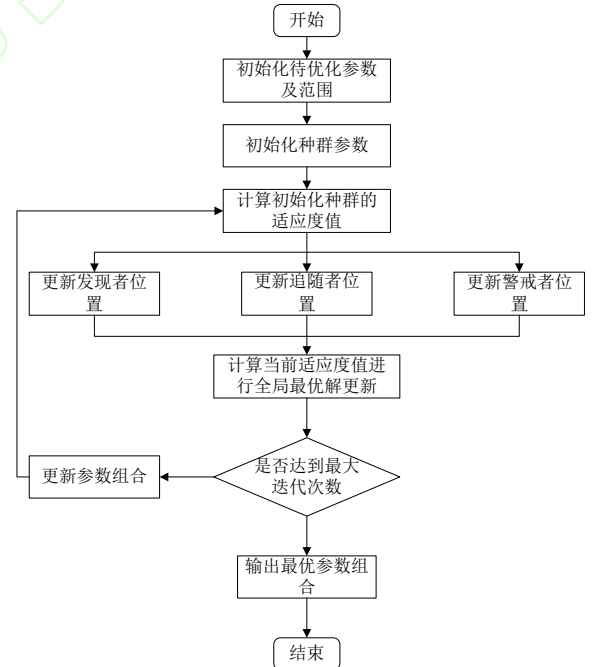 开始
初始化待优化参数
及范围
初始化种群参数
计算初始化种群的
适应度值
更新发现者位
置
更新追随者位
置
更新警戒者位
置
计算当前适应度值进
行全局最优解更新
是否达到最大
迭代次数
更新参数组合
输出最优参数组
合
结束